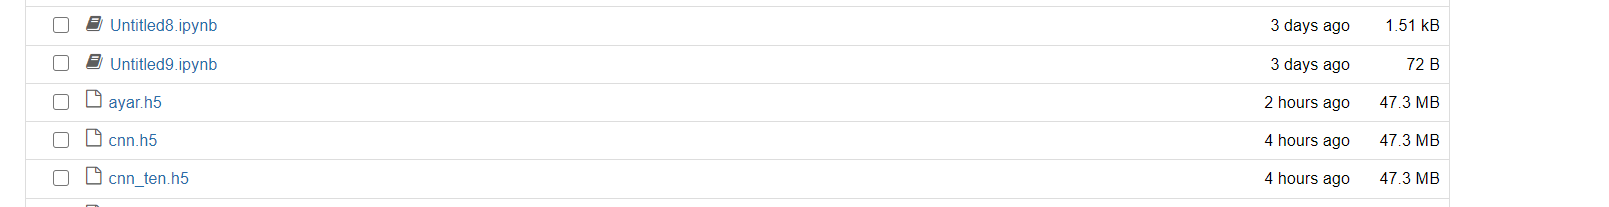 Untitled8.ipynb 3 days ago 1.51 kB
Untitled9.ipynb 3 days ago 72 B
ayar.h5 2 hours ago 47.3 MB
cnn.h5 4 hours ago 47.3 MB
cnn_ten.h5 4 hours ago 47.3 MB